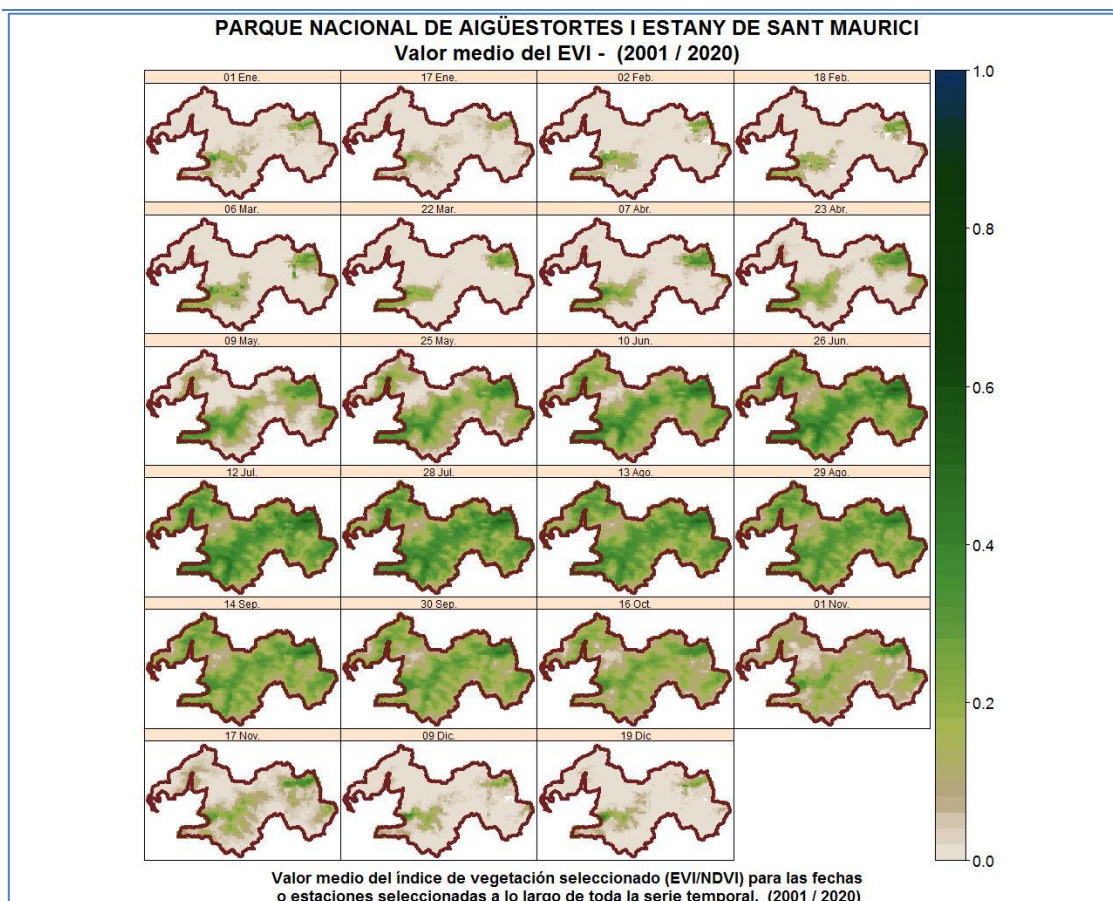 PARQUE NACIONAL DE AIGÜESTORTES I ESTANY DE SANT MAURICI
Valor medio del EVI - (2001 / 2020)
01 Ene.
17 Ene.
02 Feb.
18 Feb.
06 Mar.
22 Mar.
07 Abr.
23 Abr.
09 May.
25 May.
10 Jun.
26 Jun.
12 Jul.
28 Jul.
13 Ago.
29 Ago.
14 Sep.
30 Sep.
16 Oct.
01 Nov.
17 Nov.
09 Dic.
19 Dic
1.0
0.8
0.6
0.4
0.2
0.0
Valor medio del índice de vegetación seleccionado (EVI/NDVI) para las fechas
o estaciones seleccionadas a lo largo de toda la serie temporal. (2001 / 2020)